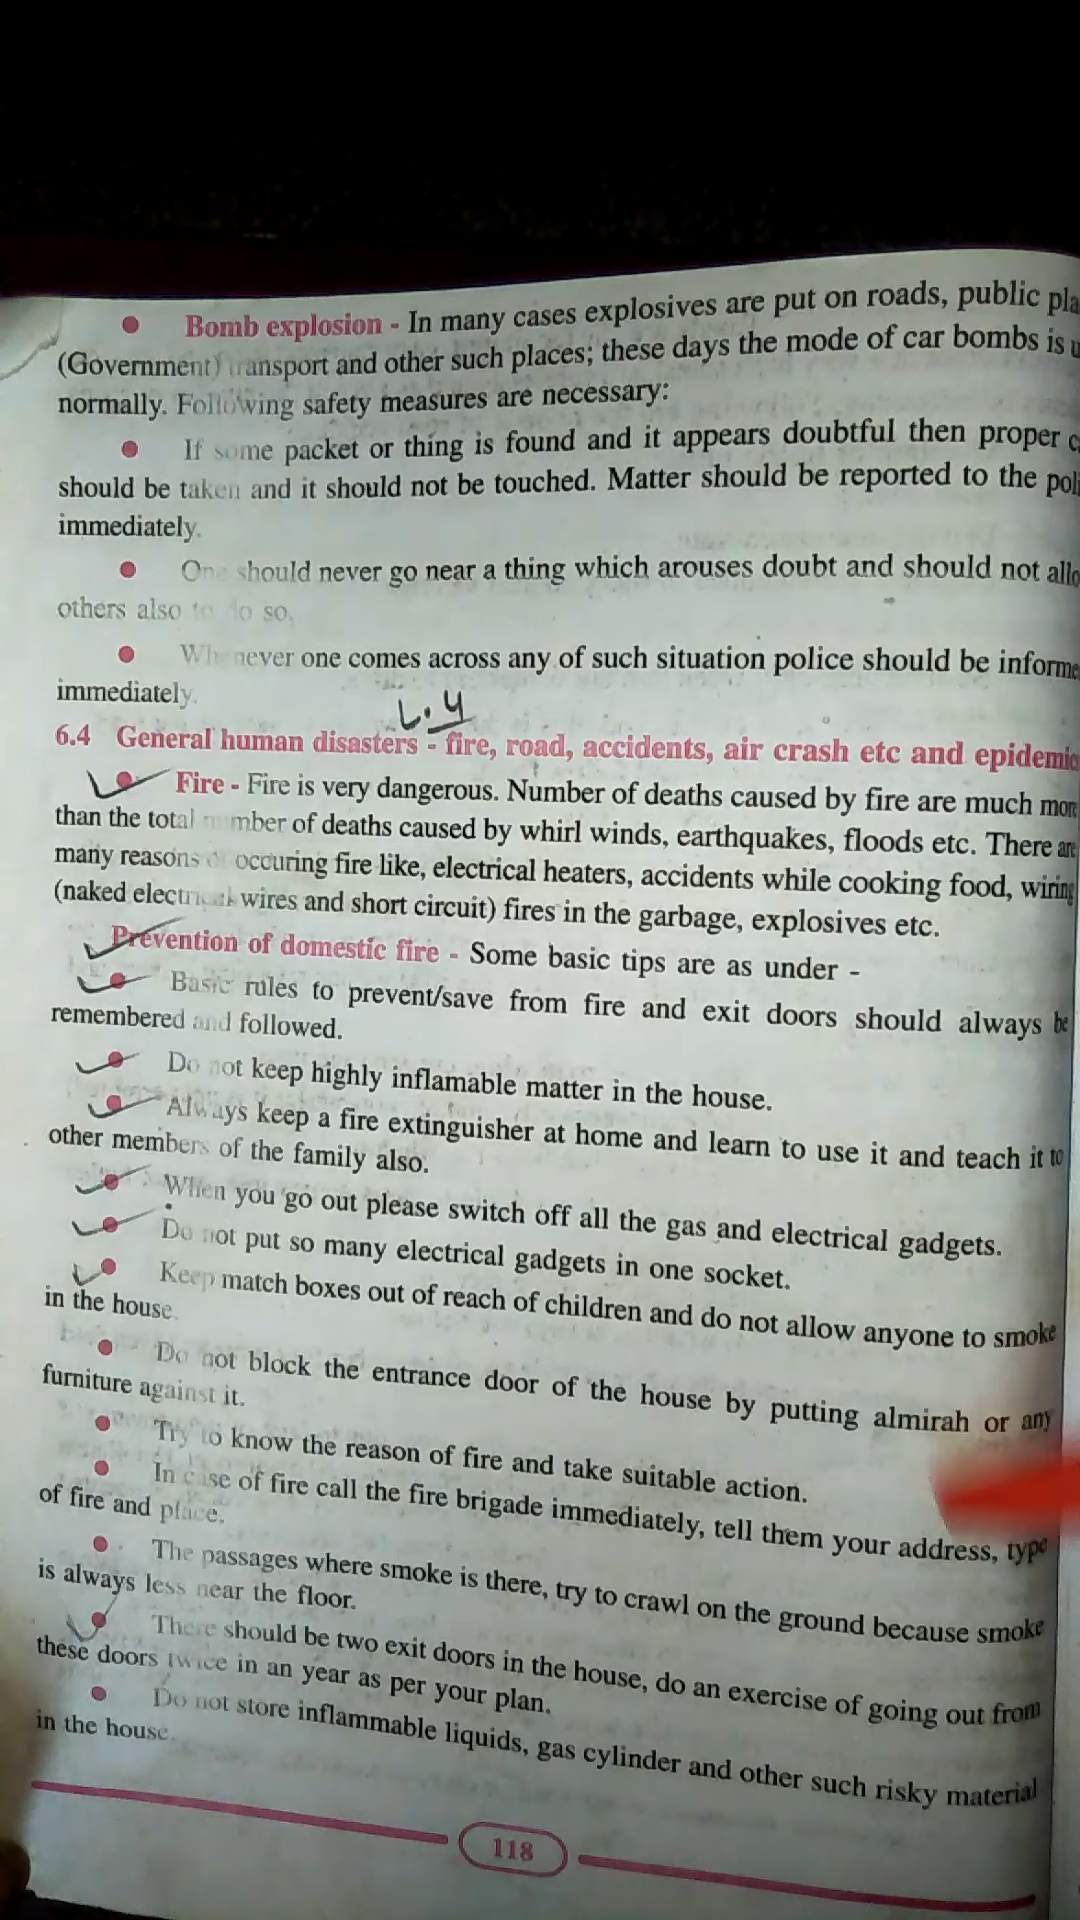 • Bomb explosion - In many cases explosives are put on roads, public
(Government) transport and other such places; these days the mode of car bombs is
normally. Following safety measures are necessary:
• If some packet or thing is found and it appears doubtful then proper
should be taken and it should not be touched. Matter should be reported to the
immediately.
• One should never go near a thing which arouses doubt and should not
others also to do so.
• Whenever one comes across any of such situation police should be
immediately.
L.4
6.4 General human disasters - fire, road, accidents, air crash etc and
• Fire - Fire is very dangerous. Number of deaths caused by fire are much more
than the total number of deaths caused by whirl winds, earthquakes, floods etc. There are
many reasons of occuring fire like, electrical heaters, accidents while cooking food, wiring
(naked electrical wires and short circuit) fires in the garbage, explosives etc.
Prevention of domestic fire - Some basic tips are as under -
• Basic rules to prevent/save from fire and exit doors should always be
remembered and followed.
• Do not keep highly inflamable matter in the house.
• Always keep a fire extinguisher at home and learn to use it and teach it to
other members of the family also.
• When you go out please switch off all the gas and electrical gadgets.
• Do not put so many electrical gadgets in one socket.
• Keep match boxes out of reach of children and do not allow anyone to smoke
in the house.
• Do not block the entrance door of the house by putting almirah or any
furniture against it.
• Try to know the reason of fire and take suitable action.
• In case of fire call the fire brigade immediately, tell them your address, type
of fire and place.
• The passages where smoke is there, try to crawl on the ground because smoke
is always less near the floor.
• There should be two exit doors in the house, do an exercise of going out from
these doors twice in an year as per your plan.
• Do not store inflammable liquids, gas cylinder and other such risky material
in the house.
118